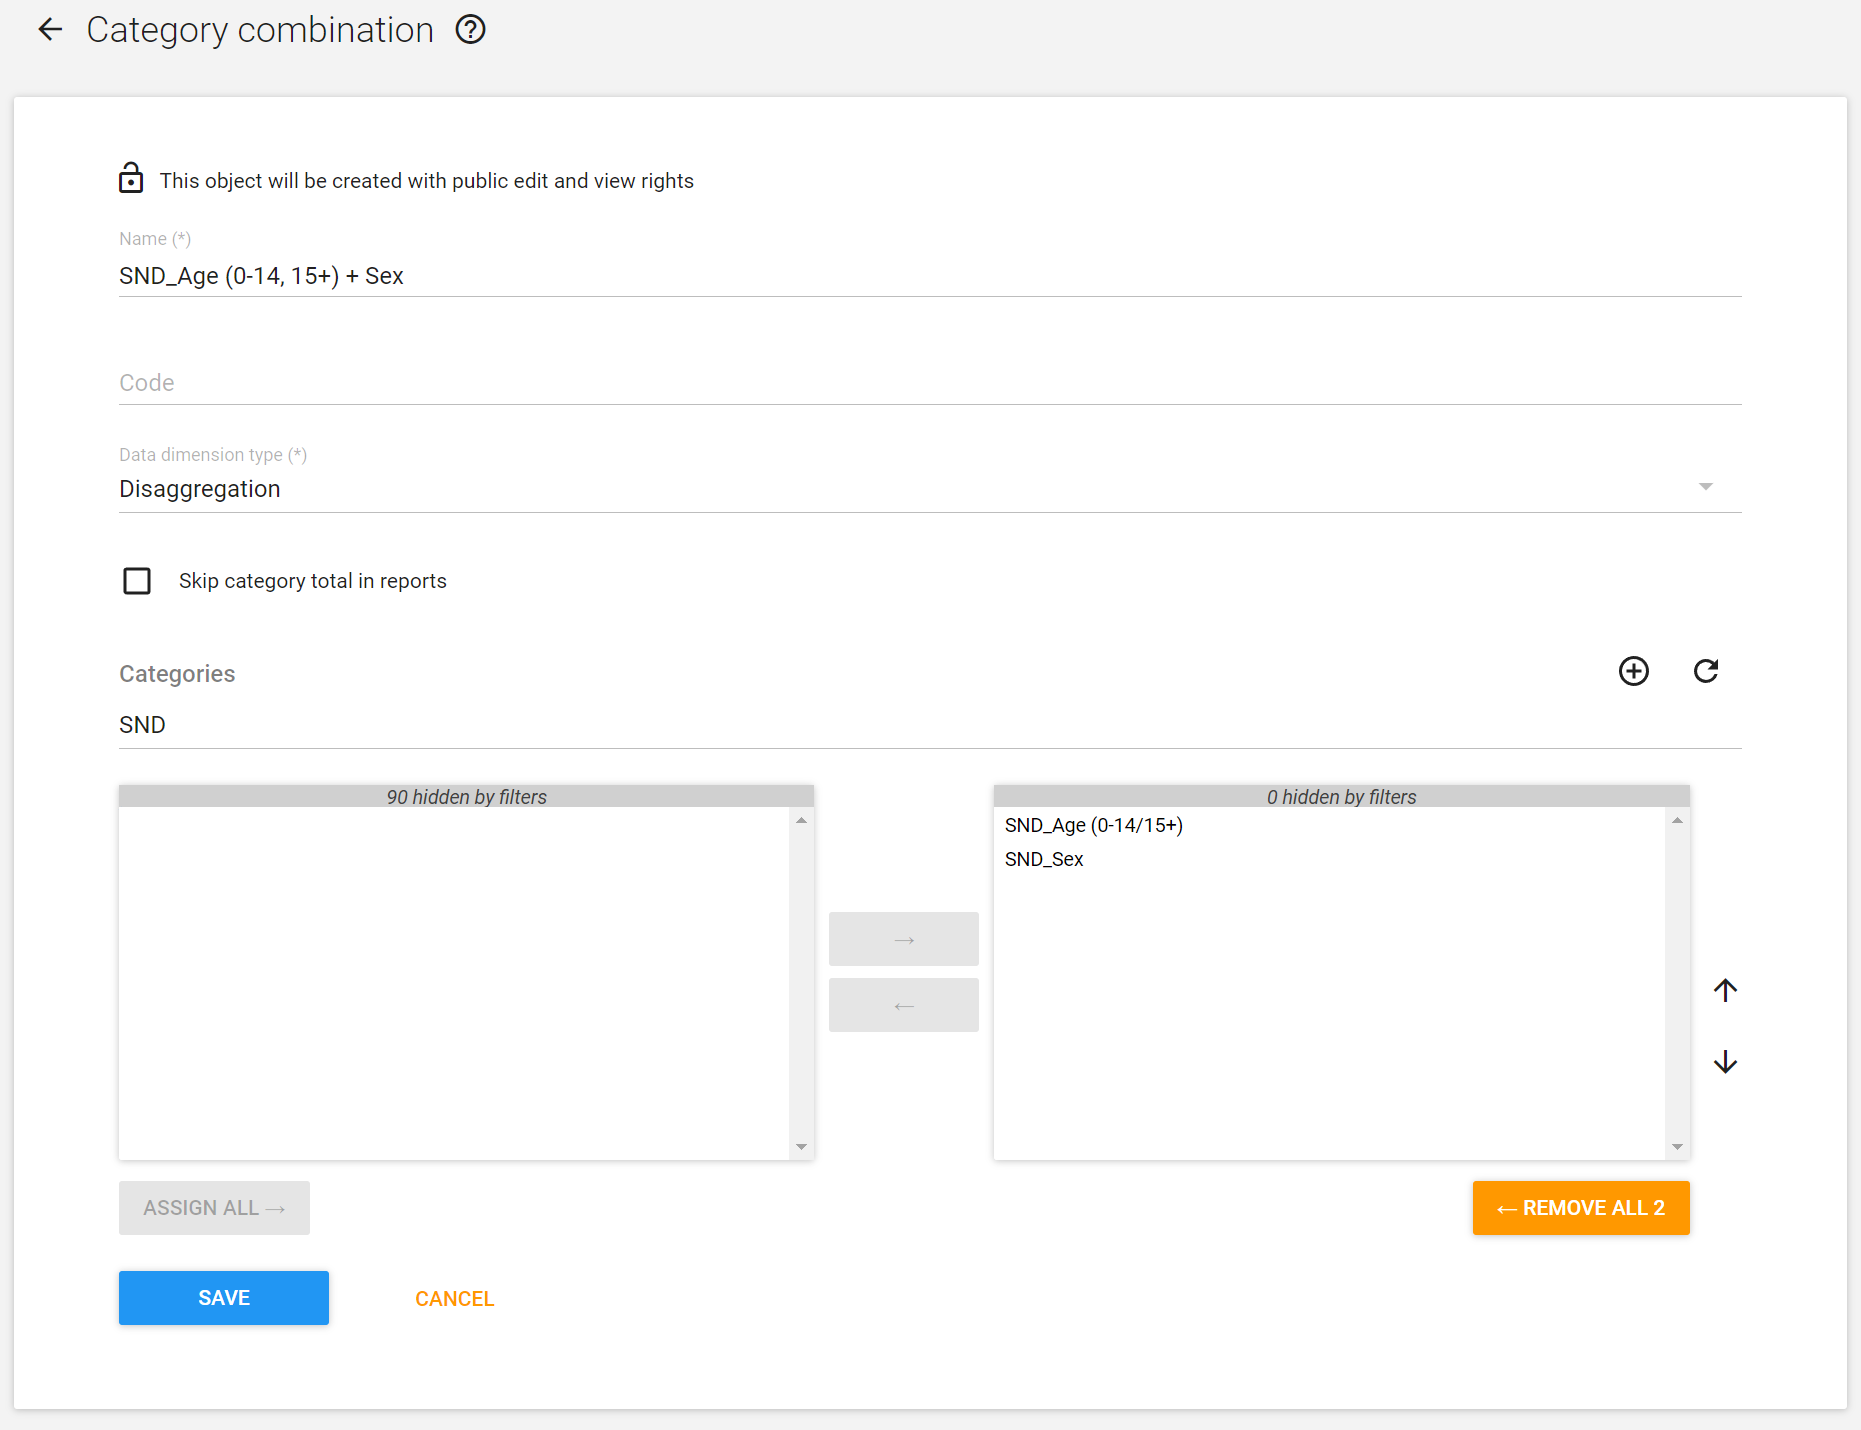 Category combination
This object will be created with public edit and view rights
Name (*)
SND_Age (0-14, 15+) + Sex
Code
Data dimension type (*)
Disaggregation
Skip category total in reports
Categories
SND
90 hidden by filters
0 hidden by filters
SND_Age (0-14/15+)
SND_Sex
→
←
ASSIGN ALL →
← REMOVE ALL 2
SAVE
CANCEL